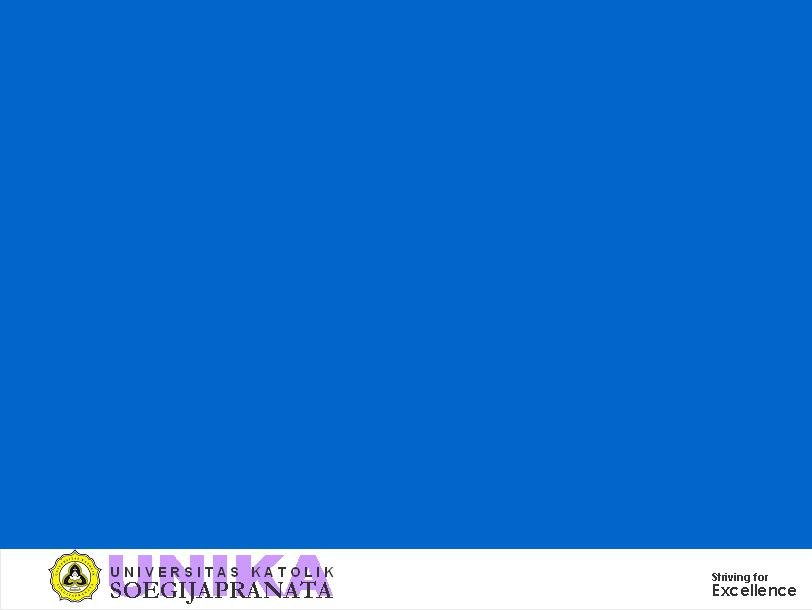 UNIKA
UNIVERSITAS KATOLIK
SOEGIJAPRANATA
Striving for
Excellence